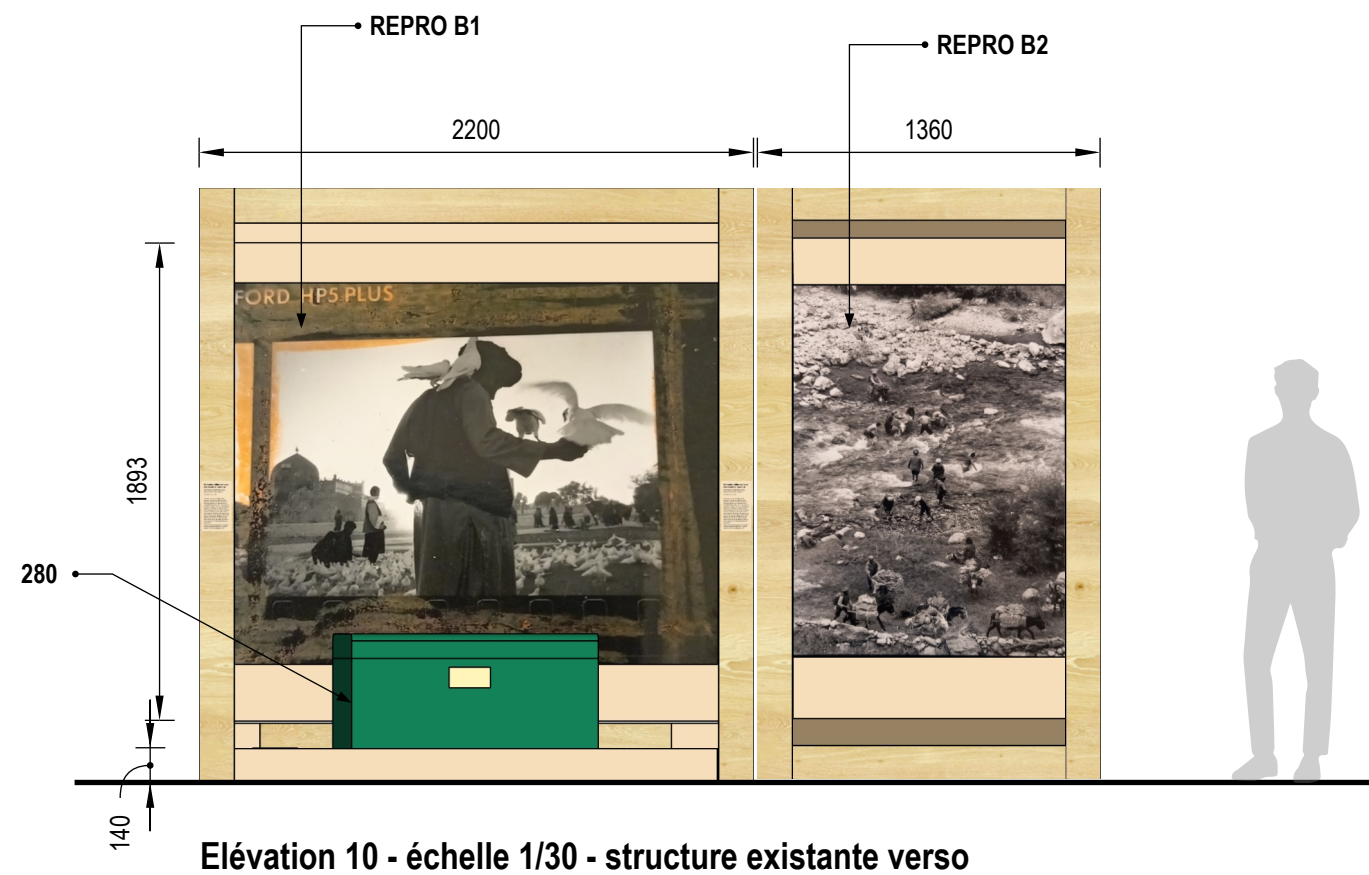 REPRO B1
REPRO B2
2200
1360
FORD HP5 PLUS
1893
280
140
Elévation 10 - échelle 1/30 - structure existante verso